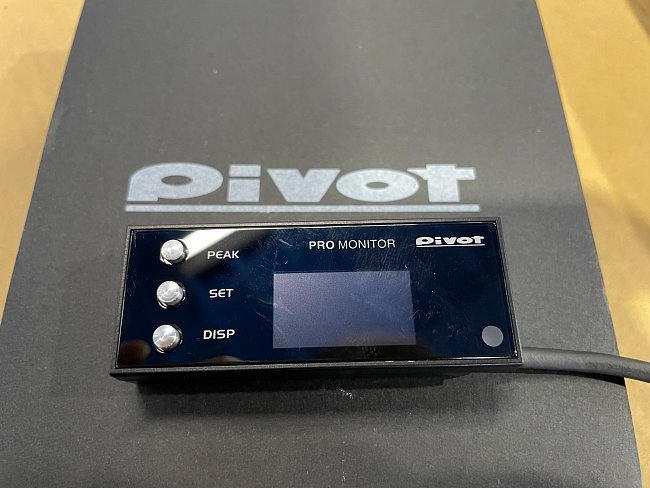 Pivot
PRO MONITOR
Pivot
PEAK
SET
DISP